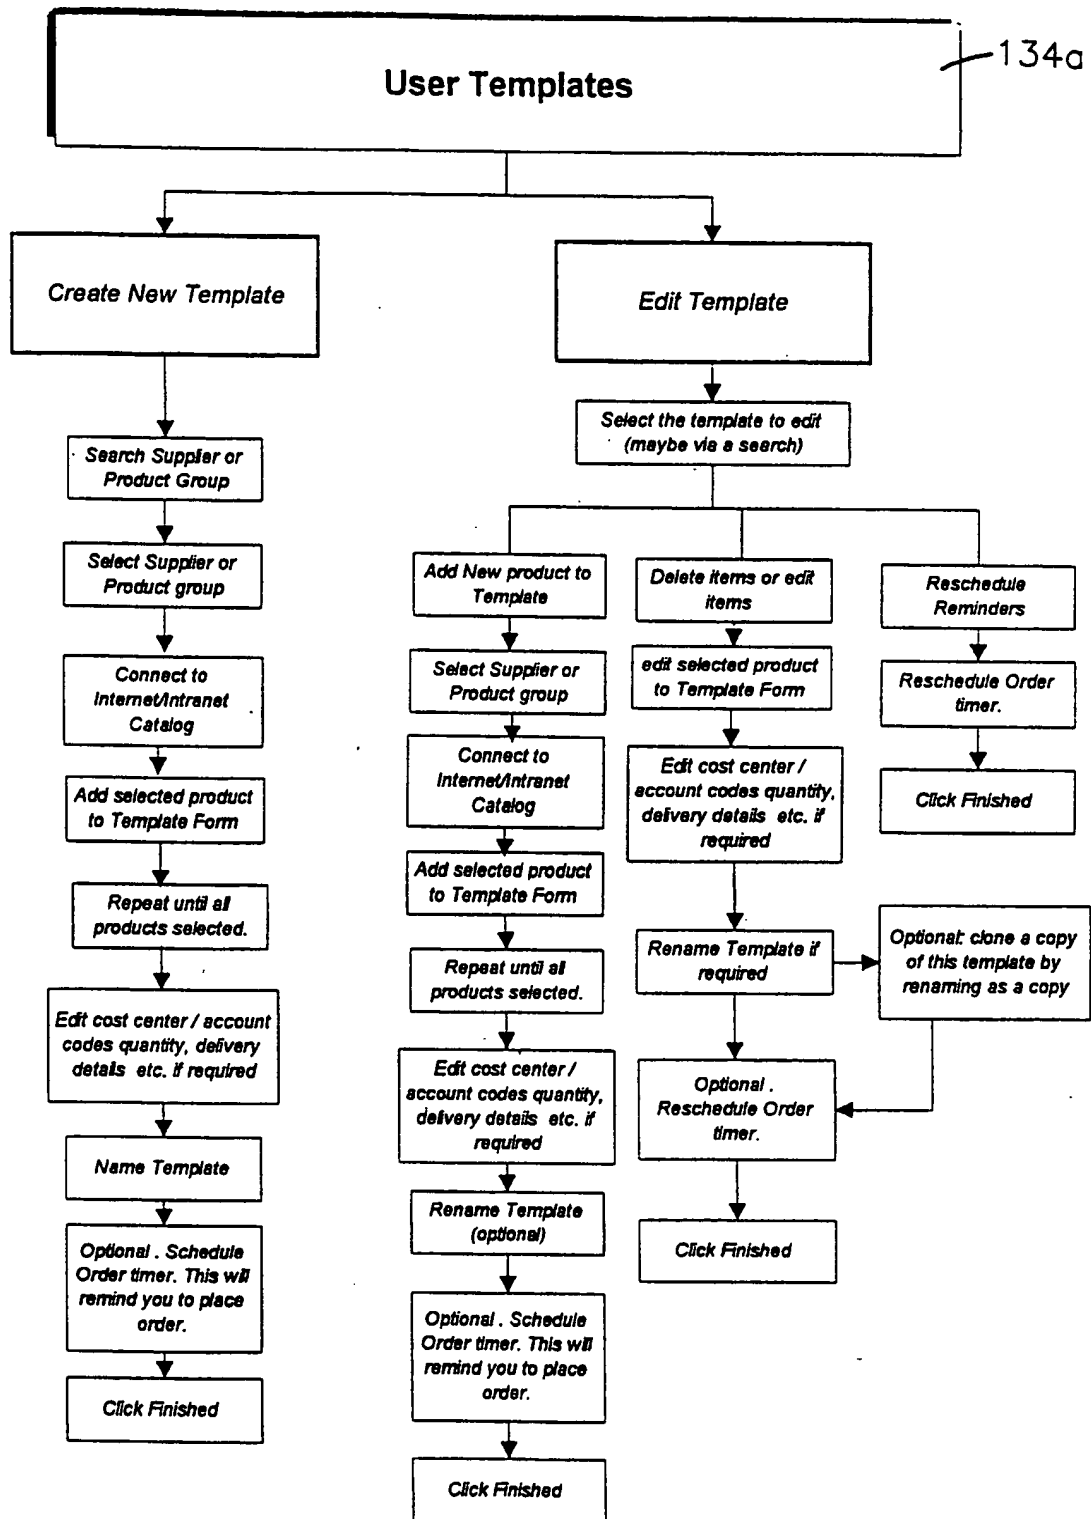 134a
User Templates
Create New Template
Search Supplier or
Product Group
Select Supplier or
Product group
Connect to
Internet/Intranet
Catalog
Add selected product
to Template Form
Repeat until all
products selected.
Edit cost center / account
codes quantity, delivery
details etc. if required
Name Template
Optional . Schedule
Order timer. This will
remind you to place
order.
Click Finished
Edit Template
Select the template to edit
(maybe via a search)
Add New product to
Template
Select Supplier or
Product group
Connect to
Internet/Intranet
Catalog
Add selected product
to Template Form
Repeat until all
products selected.
Edit cost center /
account codes quantity,
delivery details etc. if
required
Rename Template
(optional)
Optional . Schedule
Order timer. This will
remind you to place
order.
Click Finished
Delete items or edit
items
edit selected product
to Template Form
Edit cost center /
account codes quantity,
delivery details etc. if
required
Rename Template if
required
Optional: clone a copy
of this template by
renaming as a copy
Optional .
Reschedule Order
timer.
Click Finished
Reschedule
Reminders
Reschedule Order
timer.
Click Finished